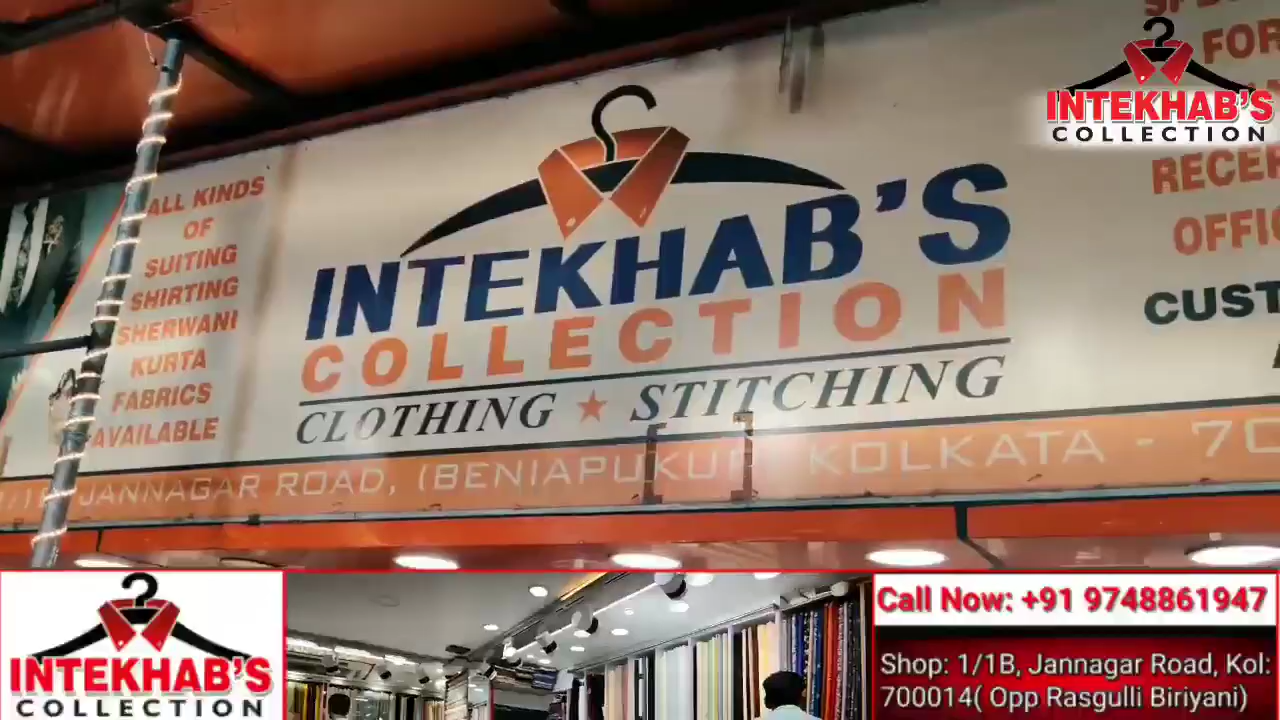 ALL KINDS
OF
SUITING
SHIRTING
SHERWANI
KURTA
FABRICS
AVAILABLE
INTEKHAB'S
COLLECTION
CLOTHING ★ STITCHING
JANNAGAR ROAD, (BENIAPUKUR KOLKATA - 70
FOR
RECEP
OFFIC
CUST
INTEKHAB'S
COLLECTION
INTEKHAB'S
COLLECTION
Call Now: +91 9748861947
Shop: 1/1B, Jannagar Road, Kol:
700014( Opp Rasgulli Biriyani)